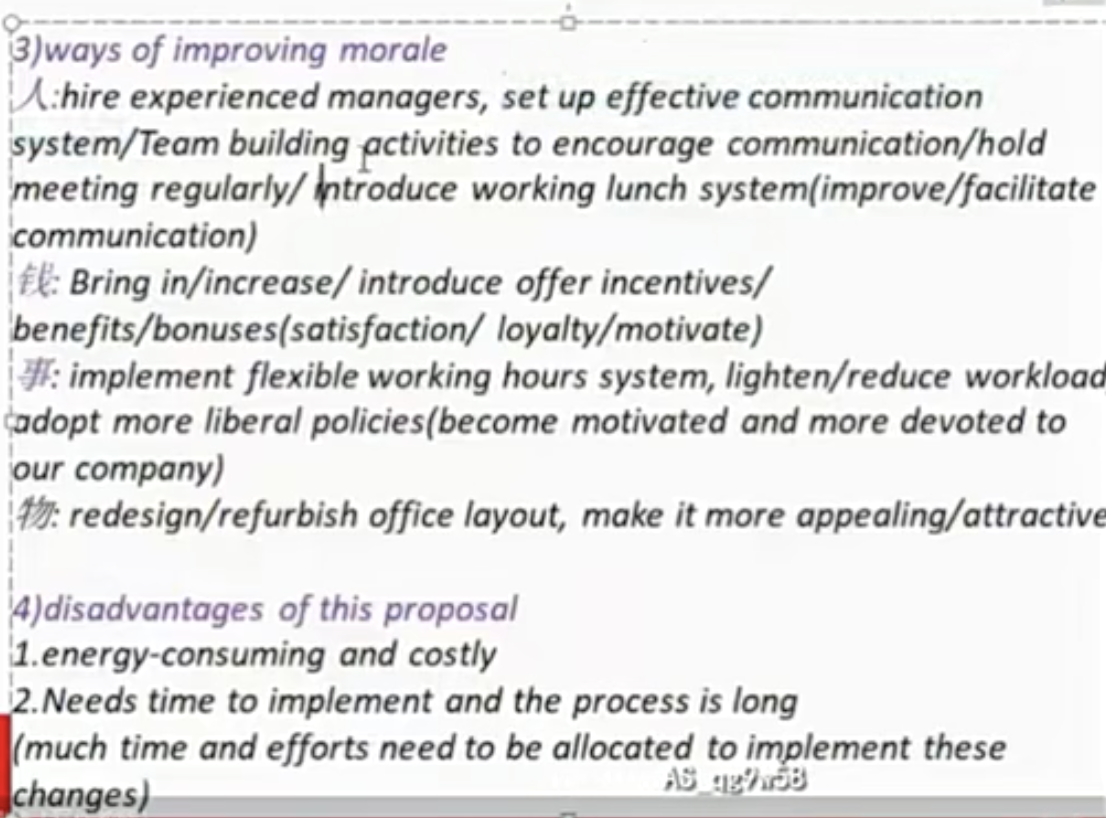 3)ways of improving morale
人:hire experienced managers, set up effective communication
system/Team building activities to encourage communication/hold
meeting regularly/ introduce working lunch system(improve/facilitate
communication)
钱: Bring in/increase/ introduce offer incentives/
benefits/bonuses(satisfaction/ loyalty/motivate)
事: implement flexible working hours system, lighten/reduce workload
adopt more liberal policies(become motivated and more devoted to
our company)
物: redesign/refurbish office layout, make it more appealing/attractive
4)disadvantages of this proposal
1.energy-consuming and costly
2.Needs time to implement and the process is long
(much time and efforts need to be allocated to implement these
changes)
AS_qg9w58